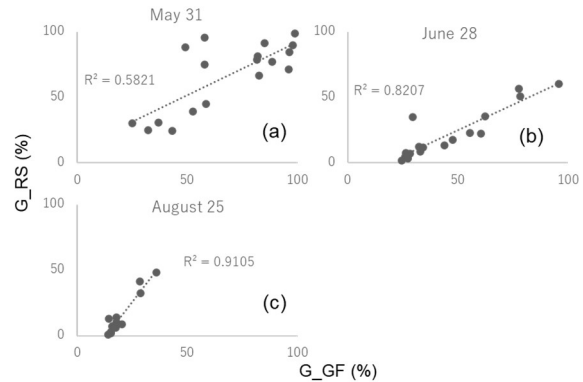 May 31
100
R² = 0.5821
50
(a)
0
0
50
100
June 28
100
R² = 0.8207
50
(b)
0
0
50
100
G_RS (%)
August 25
100
R² = 0.9105
50
(c)
0
0
50
100
G_GF (%)